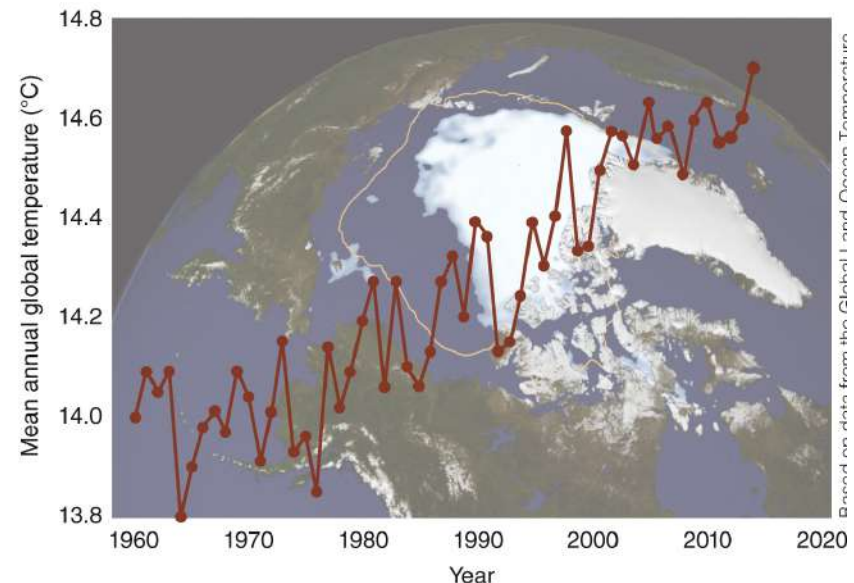 14.8
14.6
14.4
14.2
14.0
13.8
Mean annual global temperature (°C)
1960 1970 1980 1990 2000 2010 2020
Year
Based on data from the Global Land-Ocean Temperature